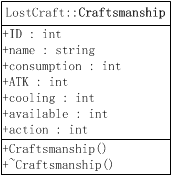 LostCraft::Craftsmanship
+ID : int
+name : string
+consumption : int
+ATK : int
+cooling : int
+available : int
+action : int
+Craftsmanship()
+~Craftsmanship()